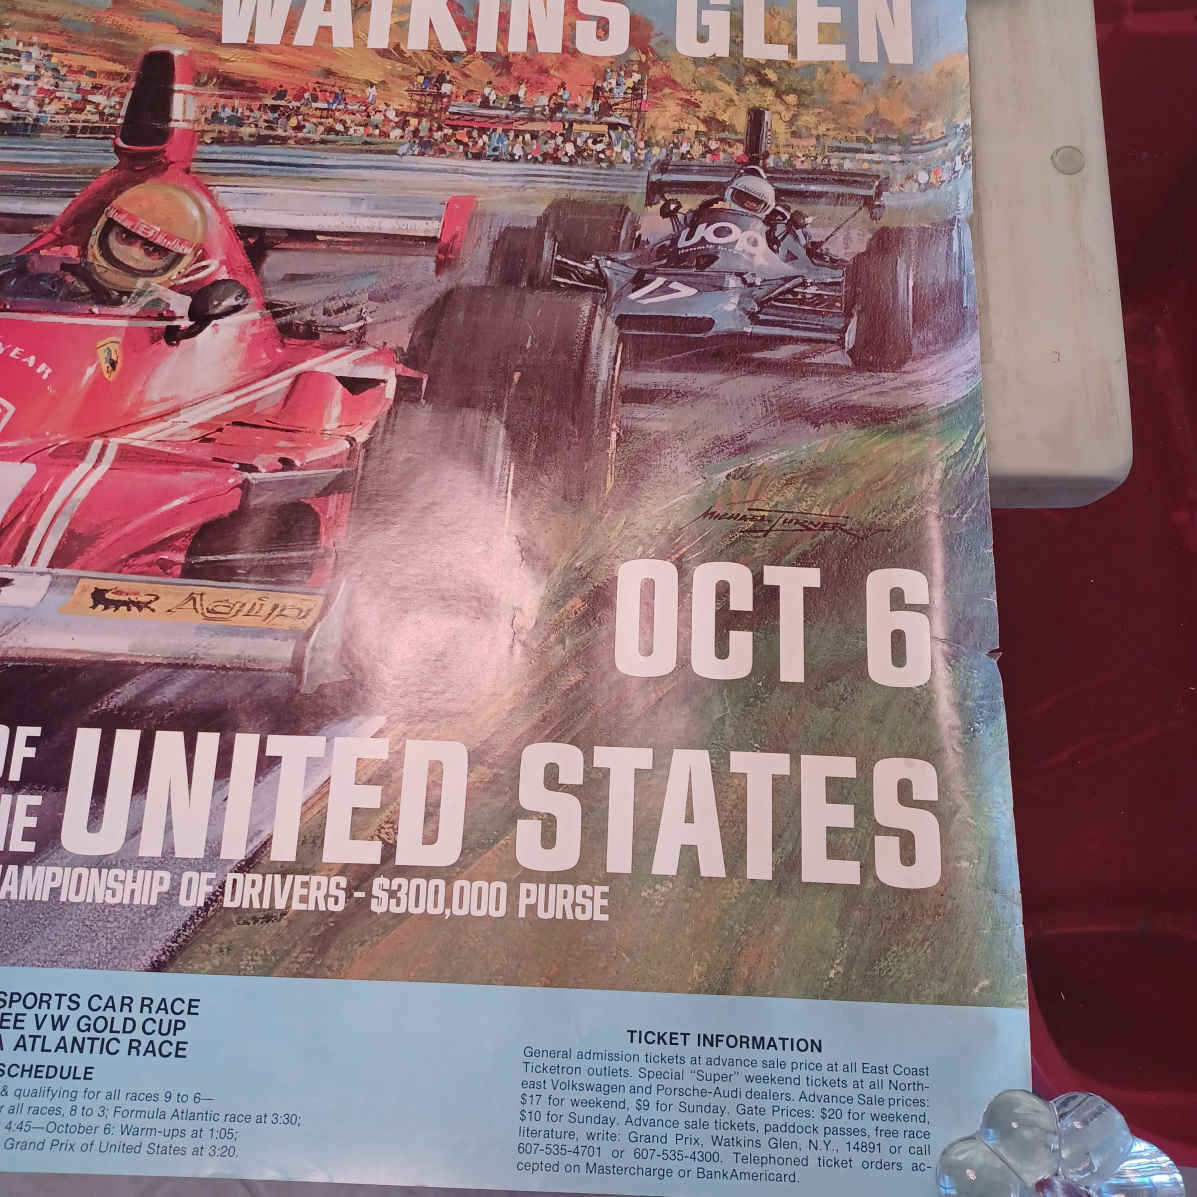 WATKINS GLEN
UOP
17
YEAR
Agip
MICHAEL TURNER
OCT 6
OF
UNITED STATES
HAMPIONSHIP OF DRIVERS - $300,000 PURSE
SPORTS CAR RACE
EE VW GOLD CUP
A ATLANTIC RACE
SCHEDULE
& qualifying for all races 9 to 6—
r all races, 8 to 3; Formula Atlantic race at 3:30;
4:45—October 6: Warm-ups at 1:05;
Grand Prix of United States at 3:20.
TICKET INFORMATION
General admission tickets at advance sale price at all East Coast
Ticketron outlets. Special "Super" weekend tickets at all North-
east Volkswagen and Porsche-Audi dealers. Advance Sale prices:
$17 for weekend, $9 for Sunday. Gate Prices: $20 for weekend,
$10 for Sunday. Advance sale tickets, paddock passes, free race
literature, write: Grand Prix, Watkins Glen, N.Y., 14891 or call
607-535-4701 or 607-535-4300. Telephoned ticket orders ac-
cepted on Mastercharge or BankAmericard.